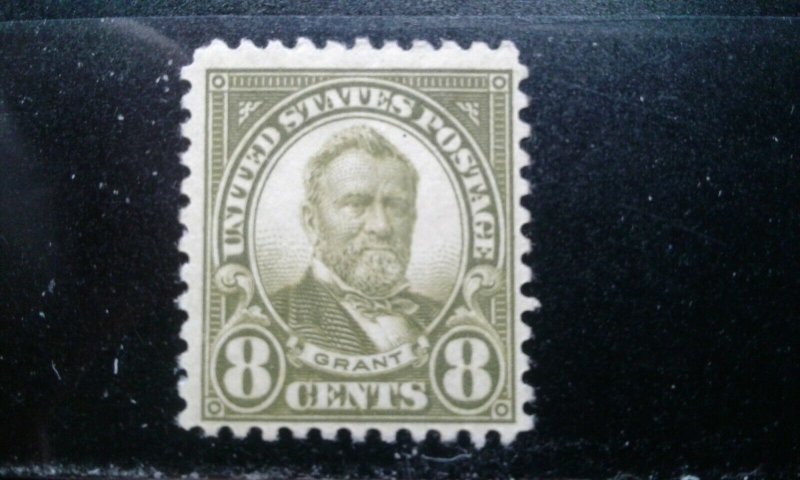 UNITED STATES POSTAGE
GRANT
8 CENTS 8